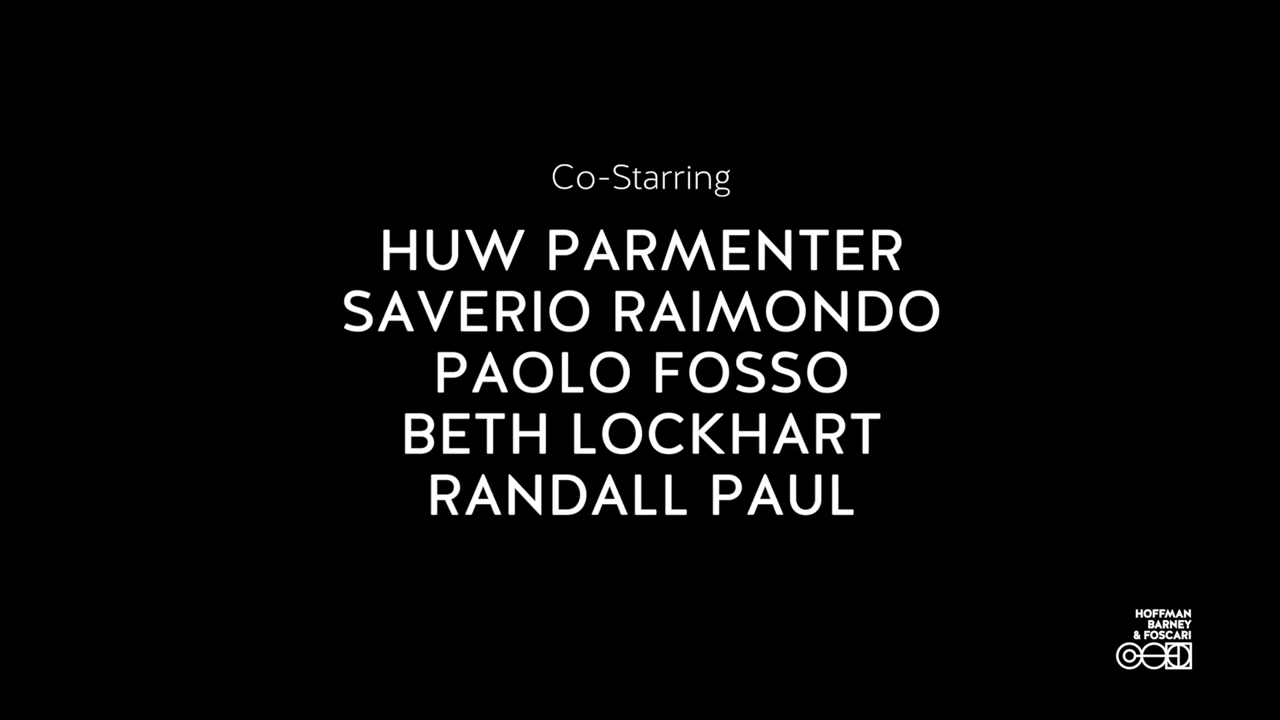 Co-Starring
HUW PARMENTER
SAVERIO RAIMONDO
PAOLO FOSSO
BETH LOCKHART
RANDALL PAUL
HOFFMAN
BARNEY
& FOSCARI